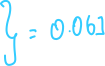 ξ = 0.061